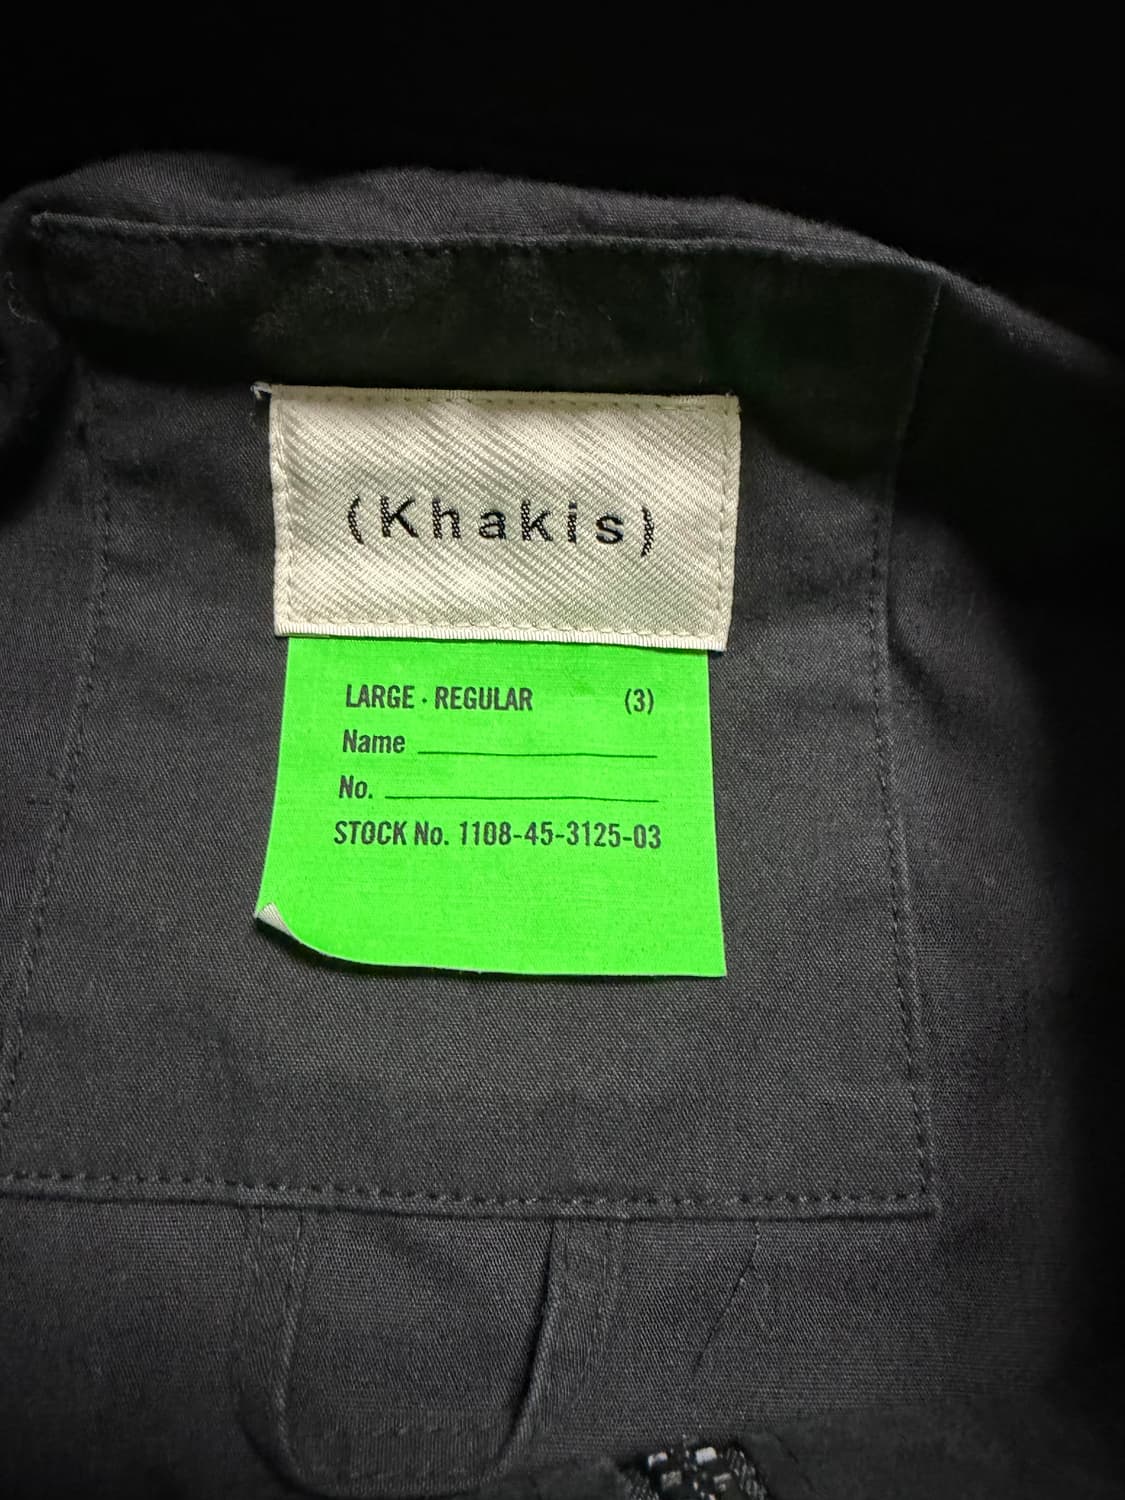 (Khakis)
LARGE · REGULAR (3)
Name
No.
STOCK No. 1108-45-3125-03